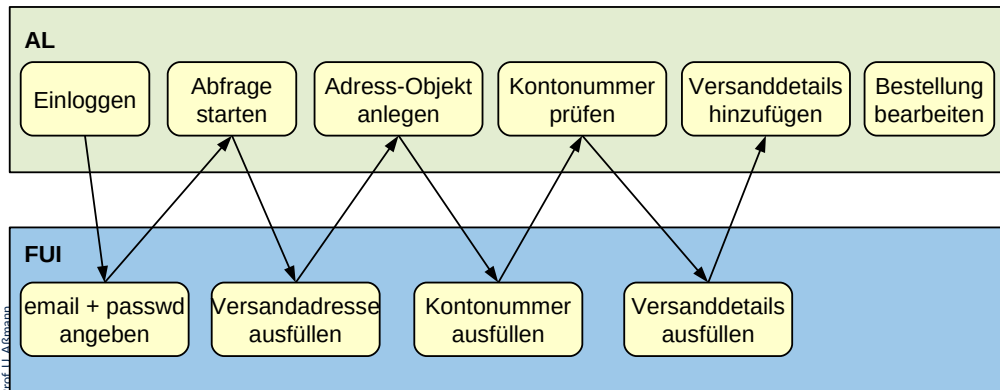 AL
Einloggen
Abfrage
starten
Adress-Objekt
anlegen
Kontonummer
prüfen
Versanddetails
hinzufügen
Bestellung
bearbeiten
FUI
email + passwd
angeben
Versandadresse
ausfüllen
Kontonummer
ausfüllen
Versanddetails
ausfüllen
U. Aßmann